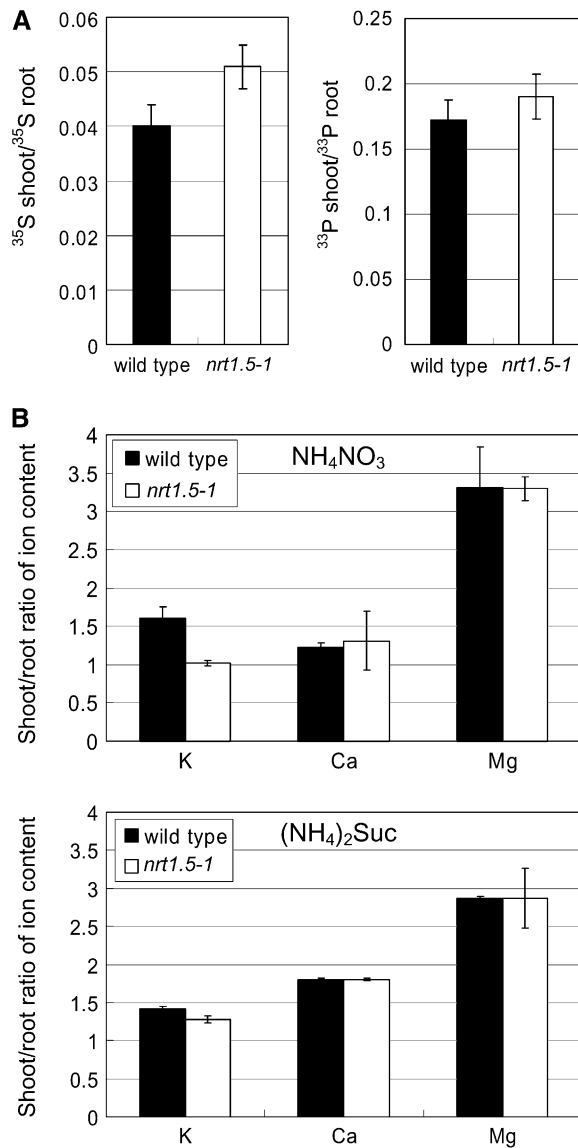 A
³⁵S shoot/³⁵S root
0.06
0.05
0.04
0.03
0.02
0.01
0
wild type nrt1.5-1
³³P shoot/³³P root
0.25
0.2
0.15
0.1
0.05
0
wild type nrt1.5-1
B
Shoot/root ratio of ion content
4
3.5
3
2.5
2
1.5
1
0.5
0
wild type
nrt1.5-1
NH₄NO₃
K Ca Mg
Shoot/root ratio of ion content
4
3.5
3
2.5
2
1.5
1
0.5
0
wild type
nrt1.5-1
(NH₄)₂Suc
K Ca Mg